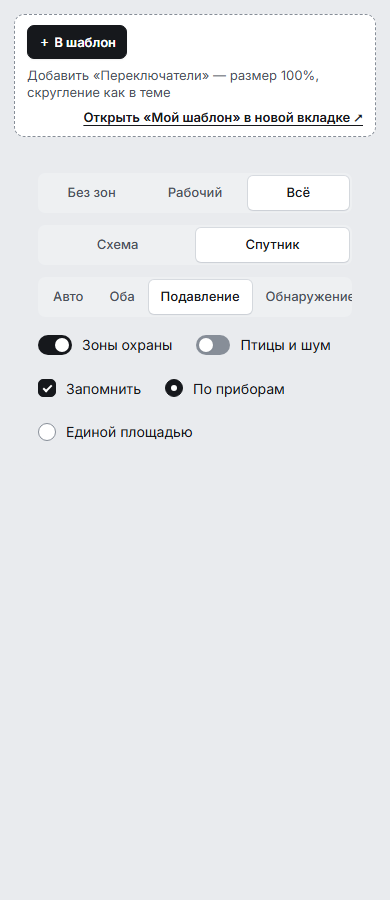 + В шаблон
Добавить «Переключатели» — размер 100%,
скругление как в теме
Открыть «Мой шаблон» в новой вкладке ↗
Без зон Рабочий Всё
Схема Спутник
Авто Оба Подавление Обнаружение
Зоны охраны Птицы и шум
Запомнить По приборам
Единой площадью